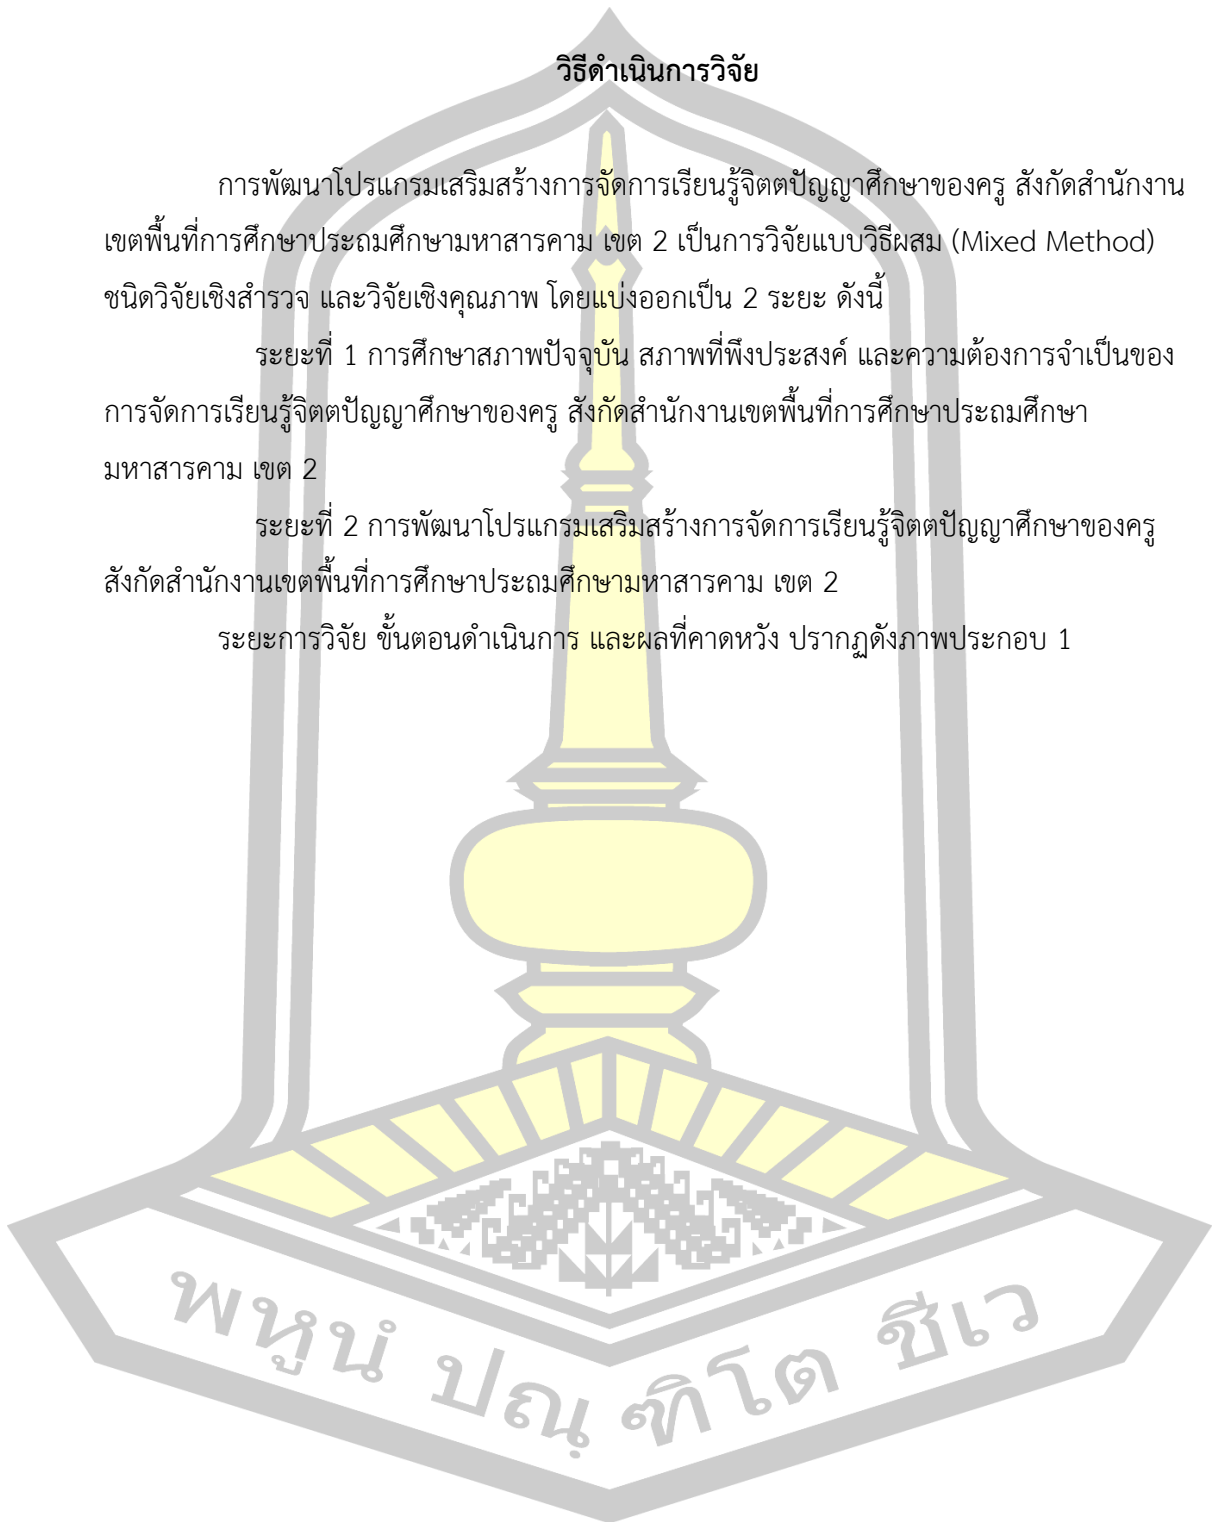 วิธีดำเนินการวิจัย
การพัฒนาโปรแกรมเสริมสร้างการจัดการเรียนรู้จิตตปัญญาศึกษาของครู สังกัดสำนักงาน
เขตพื้นที่การศึกษาประถมศึกษามหาสารคาม เขต 2 เป็นการวิจัยแบบวิธีผสม (Mixed Method)
ชนิดวิจัยเชิงสำรวจ และวิจัยเชิงคุณภาพ โดยแบ่งออกเป็น 2 ระยะ ดังนี้
ระยะที่ 1 การศึกษาสภาพปัจจุบัน สภาพที่พึงประสงค์ และความต้องการจำเป็นของ
การจัดการเรียนรู้จิตตปัญญาศึกษาของครู สังกัดสำนักงานเขตพื้นที่การศึกษาประถมศึกษา
มหาสารคาม เขต 2
ระยะที่ 2 การพัฒนาโปรแกรมเสริมสร้างการจัดการเรียนรู้จิตตปัญญาศึกษาของครู
สังกัดสำนักงานเขตพื้นที่การศึกษาประถมศึกษามหาสารคาม เขต 2
ระยะการวิจัย ขั้นตอนดำเนินการ และผลที่คาดหวัง ปรากฏดังภาพประกอบ 1
พหูนํ ปณฺ ฑิโต ชีเว